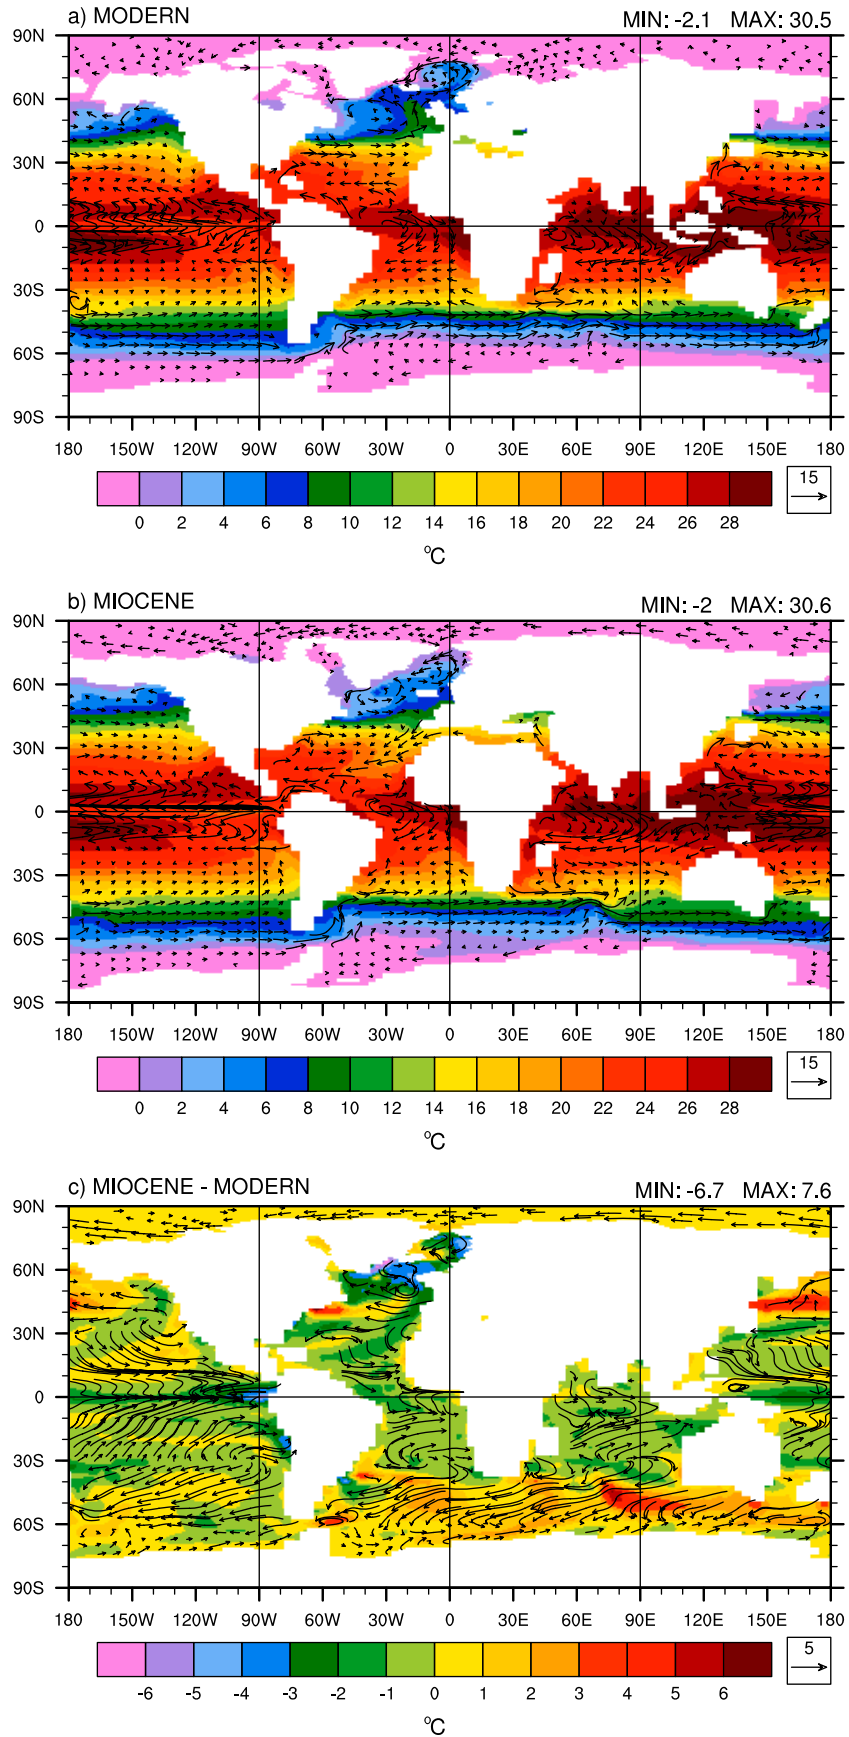 a) MODERN MIN: -2.1 MAX: 30.5
90N
60N
30N
0
30S
60S
90S
180 150W 120W 90W 60W 30W 0 30E 60E 90E 120E 150E 180
0 2 4 6 8 10 12 14 16 18 20 22 24 26 28
15
°C
b) MIOCENE MIN: -2 MAX: 30.6
90N
60N
30N
0
30S
60S
90S
180 150W 120W 90W 60W 30W 0 30E 60E 90E 120E 150E 180
0 2 4 6 8 10 12 14 16 18 20 22 24 26 28
15
°C
c) MIOCENE - MODERN MIN: -6.7 MAX: 7.6
90N
60N
30N
0
30S
60S
90S
180 150W 120W 90W 60W 30W 0 30E 60E 90E 120E 150E 180
-6 -5 -4 -3 -2 -1 0 1 2 3 4 5 6
5
°C